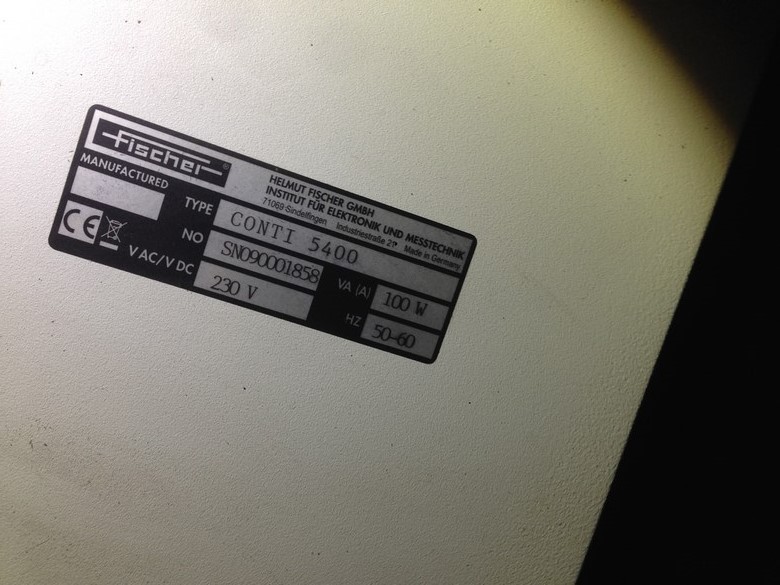 Fischer®
HELMUT FISCHER GMBH
INSTITUT FÜR ELEKTRONIK UND MESSTECHNIK
71069 Sindelfingen Industriestraße 21 Made in Germany
MANUFACTURED
TYPE CONTI 5400
NO SN090001858
CE
V AC/V DC 230 V
VA (A) 100 W
HZ 50-60